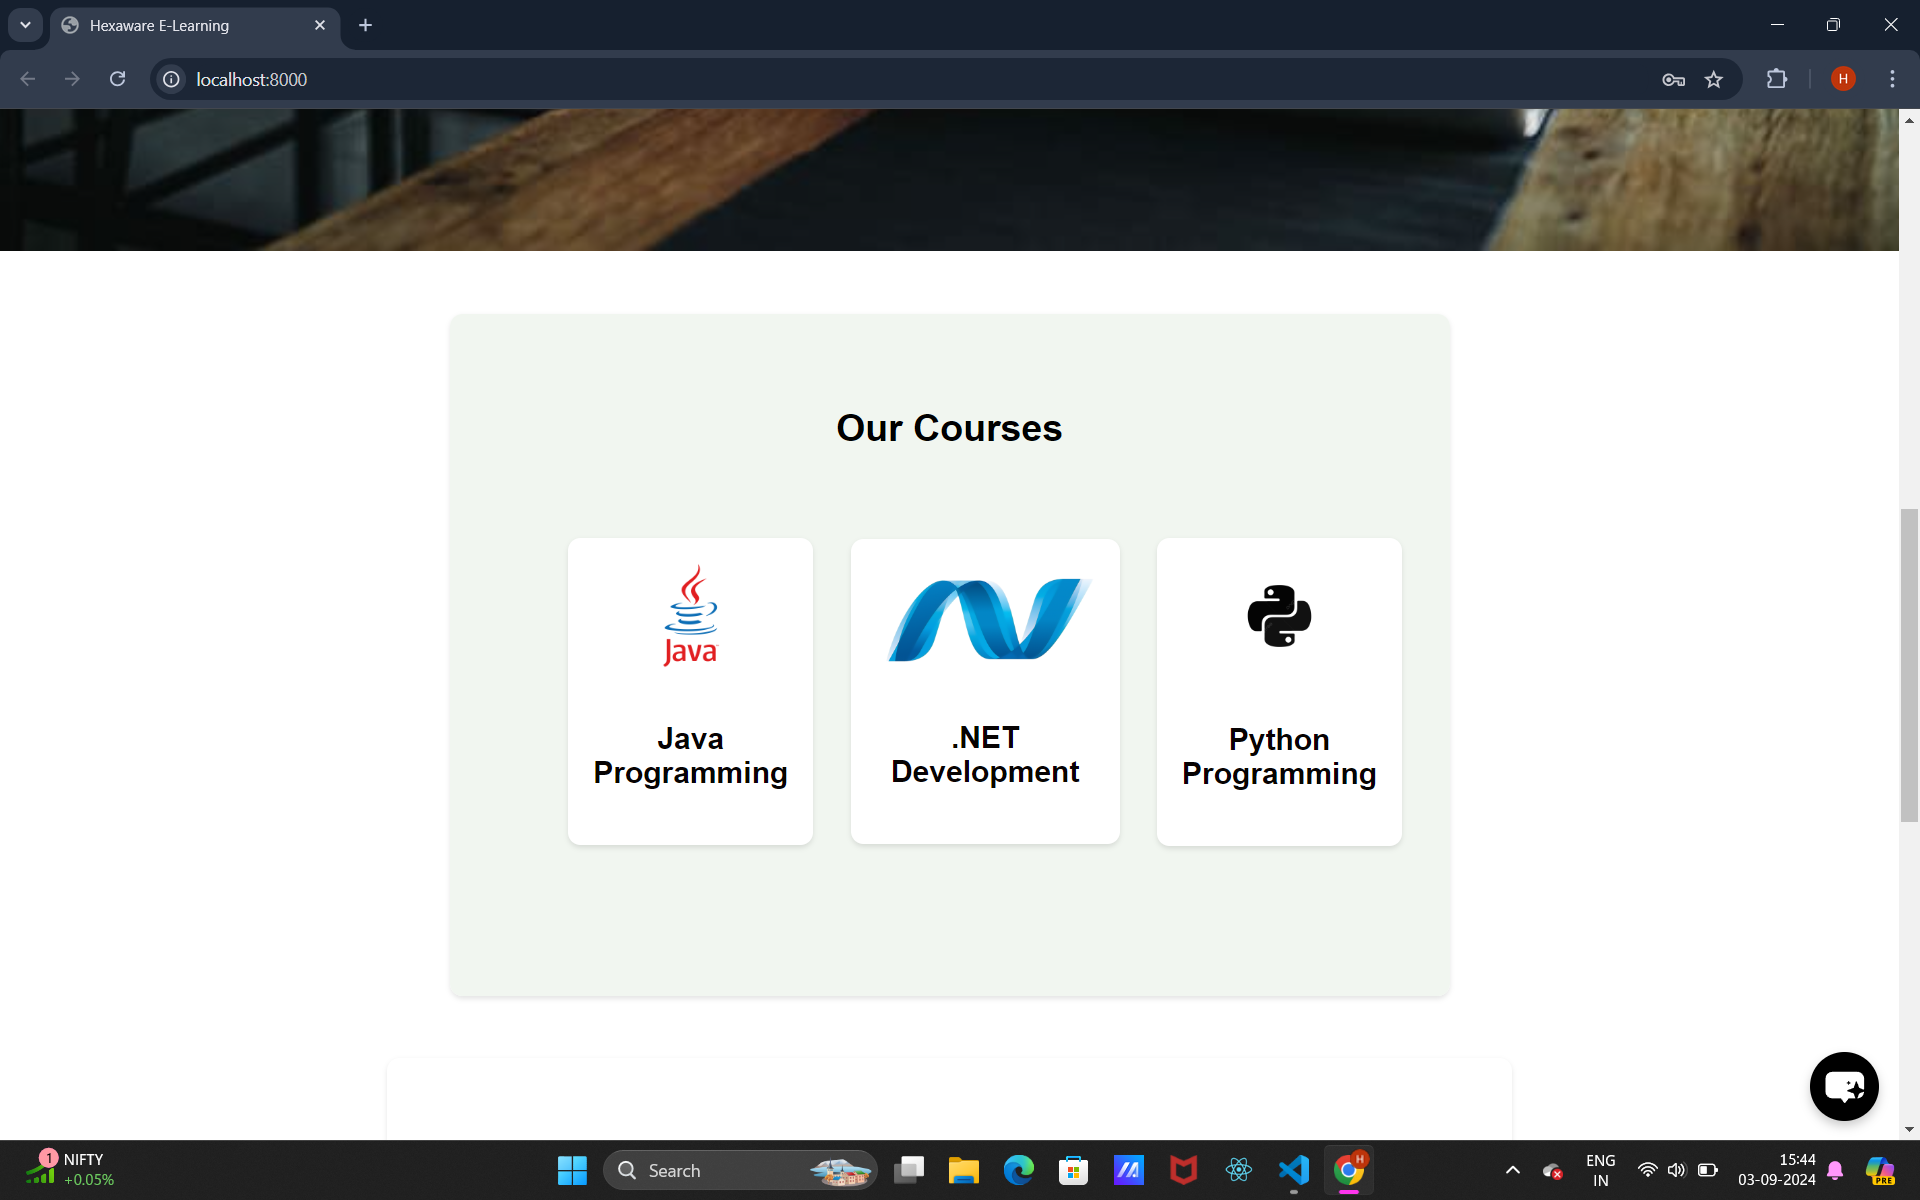 Hexaware E-Learning
localhost:8000
H
Our Courses
Java
Java
Programming
.NET
Development
Python
Programming
1
NIFTY
+0.05%
Search
H
ENG
IN
15:44
03-09-2024
PRE